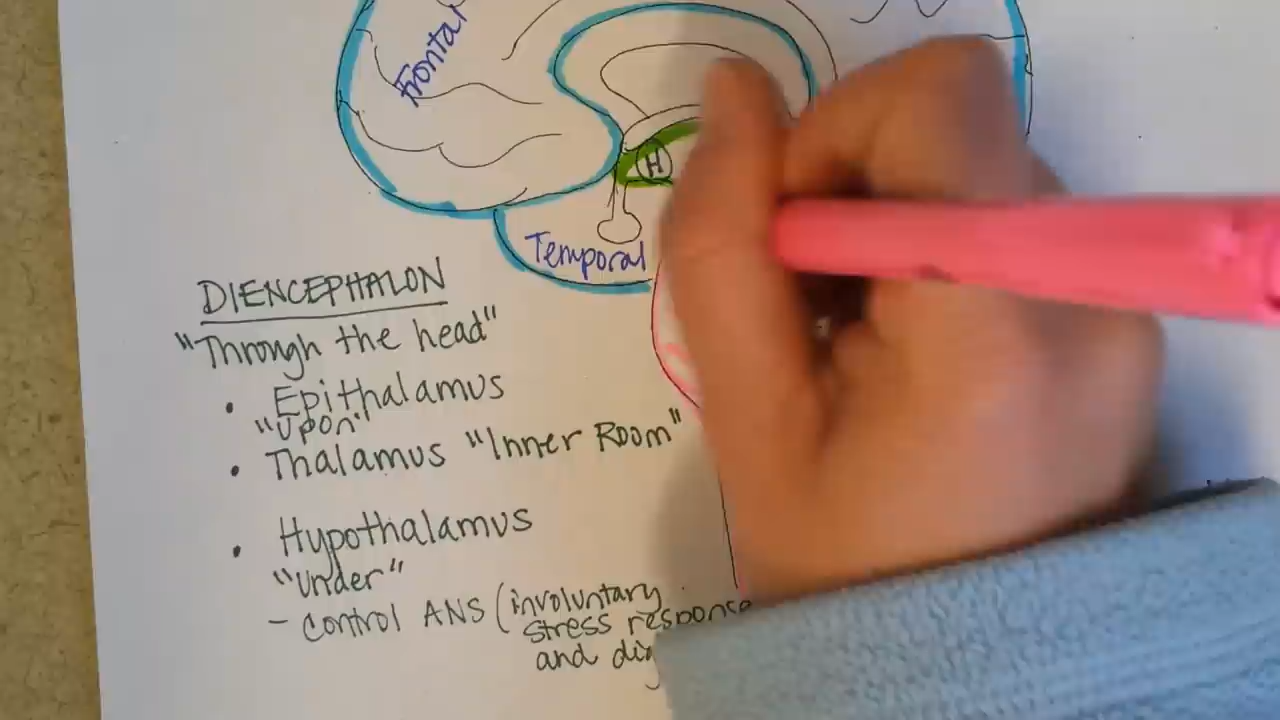 Frontal
H
Temporal
DIENCEPHALON
"Through the head"
• Epithalamus
"upon"
• Thalamus "Inner Room"
• Hypothalamus
"under"
- control ANS (involuntary
stress response
and